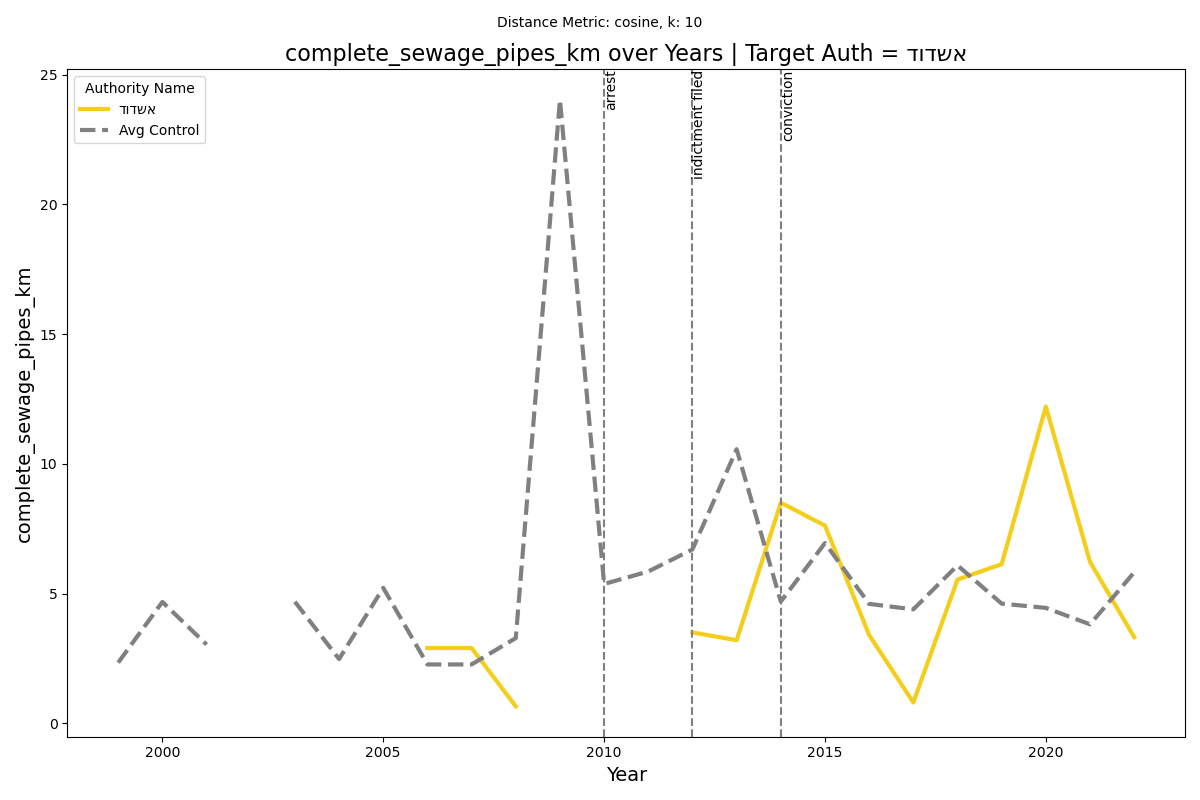 Distance Metric: cosine, k: 10
complete_sewage_pipes_km over Years | Target Auth = אשדוד
Authority Name
אשדוד
Avg Control
arrest
indictment filed
conviction
complete_sewage_pipes_km
25
20
15
10
5
0
2000
2005
2010
2015
2020
Year